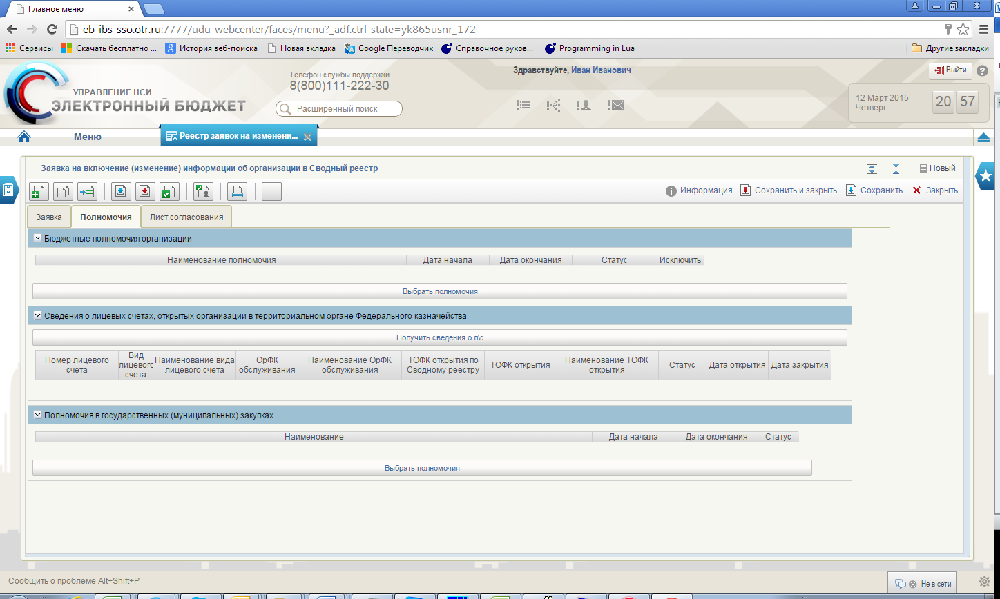 Главное меню
eb-ibs-sso.otr.ru:7777/udu-webcenter/faces/menu?_adf.ctrl-state=yk865usnr_172
Сервисы
Скачать бесплатно ...
История веб-поиска
Новая вкладка
Google Переводчик
Справочное руков...
Programming in Lua
Другие закладки
УПРАВЛЕНИЕ НСИ
ЭЛЕКТРОННЫЙ БЮДЖЕТ
Телефон службы поддержки
8(800)111-222-30
Расширенный поиск
Здравствуйте, Иван Иванович
Выйти
12 Март 2015
Четверг
20 57
Меню
Реестр заявок на изменени...
Заявка на включение (изменение) информации об организации в Сводный реестр
Новый
Информация
Сохранить и закрыть
Сохранить
Закрыть
Заявка
Полномочия
Лист согласования
Бюджетные полномочия организации
Наименование полномочия
Дата начала
Дата окончания
Статус
Исключить
Выбрать полномочия
Сведения о лицевых счетах, открытых организации в территориальном органе Федерального казначейства
Получить сведения о л\с
Номер лицевого счета
Вид лицевого счета
Наименование вида лицевого счета
ОрФК обслуживания
Наименование ОрФК обслуживания
ТОФК открытия по Сводному реестру
ТОФК открытия
Наименование ТОФК открытия
Статус
Дата открытия
Дата закрытия
Полномочия в государственных (муниципальных) закупках
Наименование
Дата начала
Дата окончания
Статус
Выбрать полномочия
Сообщить о проблеме Alt+Shift+P
Не в сети